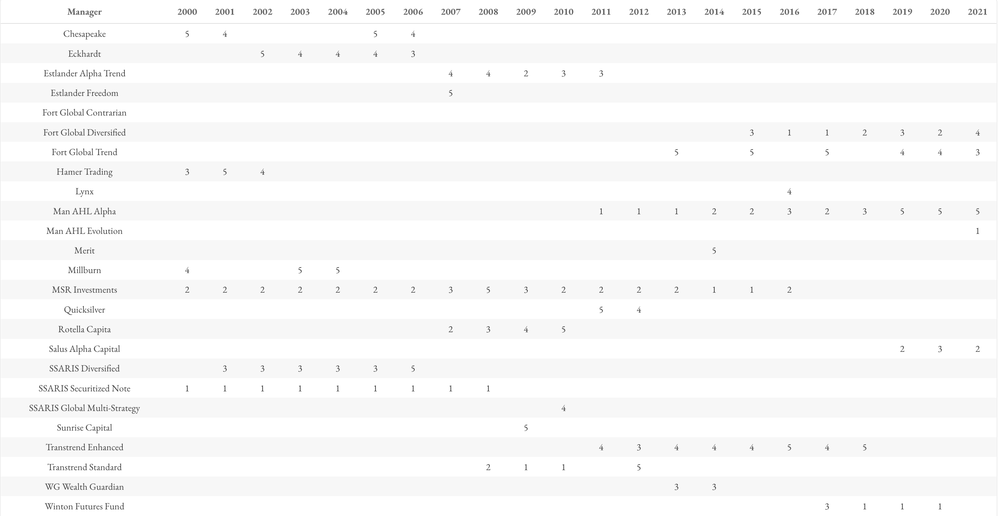 Manager 2000 2001 2002 2003 2004 2005 2006 2007 2008 2009 2010 2011 2012 2013 2014 2015 2016 2017 2018 2019 2020 2021
Chesapeake 5 4 5 4
Eckhardt 5 4 4 4 3
Estlander Alpha Trend 4 4 2 3 3
Estlander Freedom 5
Fort Global Contrarian
Fort Global Diversified 3 1 1 2 3 2 4
Fort Global Trend 5 5 5 4 4 3
Hamer Trading 3 5 4
Lynx 4
Man AHL Alpha 1 1 1 2 2 3 2 3 5 5 5
Man AHL Evolution 1
Merit 5
Millburn 4 5 5
MSR Investments 2 2 2 2 2 2 2 3 5 3 2 2 2 2 1 1 2
Quicksilver 5 4
Rotella Capita 2 3 4 5
Salus Alpha Capital 2 3 2
SSARIS Diversified 3 3 3 3 3 5
SSARIS Securitized Note 1 1 1 1 1 1 1 1 1
SSARIS Global Multi-Strategy 4
Sunrise Capital 5
Transtrend Enhanced 4 3 4 4 4 5 4 5
Transtrend Standard 2 1 1 5
WG Wealth Guardian 3 3
Winton Futures Fund 3 1 1 1